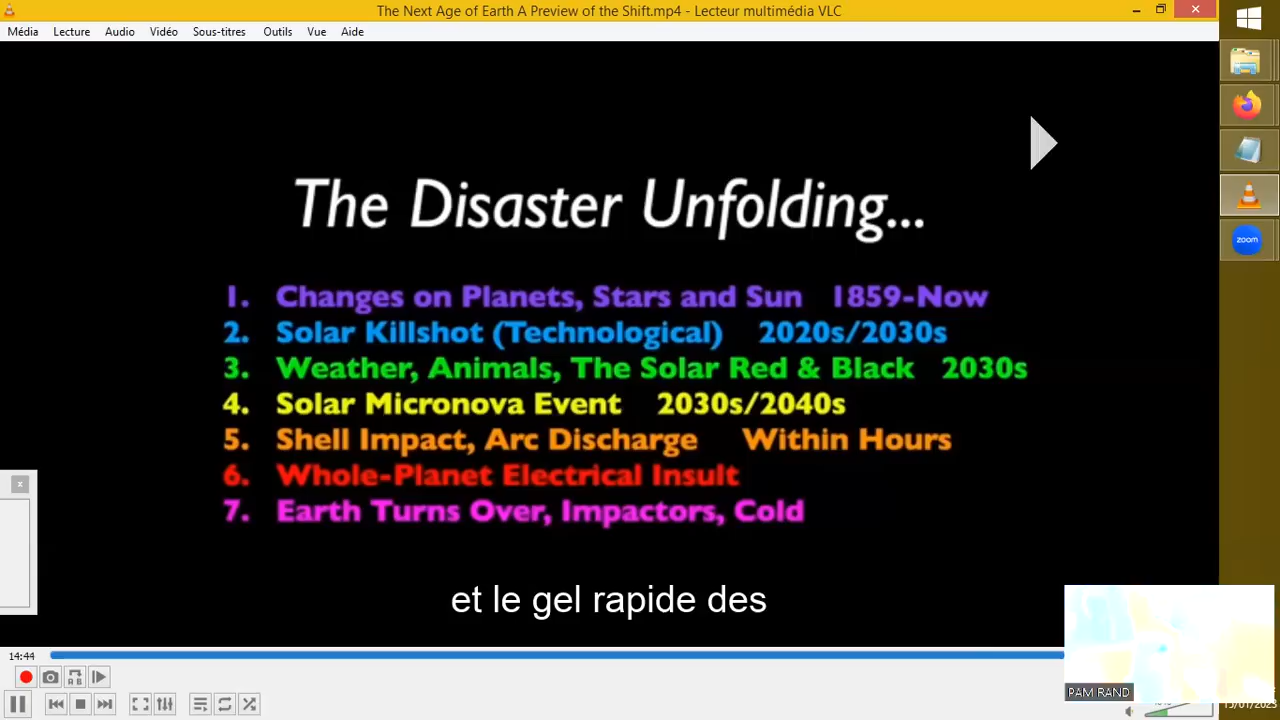 The Next Age of Earth A Preview of the Shift.mp4 - Lecteur multimédia VLC
Média Lecture Audio Vidéo Sous-titres Outils Vue Aide
The Disaster Unfolding...
1. Changes on Planets, Stars and Sun 1859-Now
2. Solar Killshot (Technological) 2020s/2030s
3. Weather, Animals, The Solar Red & Black 2030s
4. Solar Micronova Event 2030s/2040s
5. Shell Impact, Arc Discharge Within Hours
6. Whole-Planet Electrical Insult
7. Earth Turns Over, Impactors, Cold
et le gel rapide des
zoom
14:44
PAM RAND